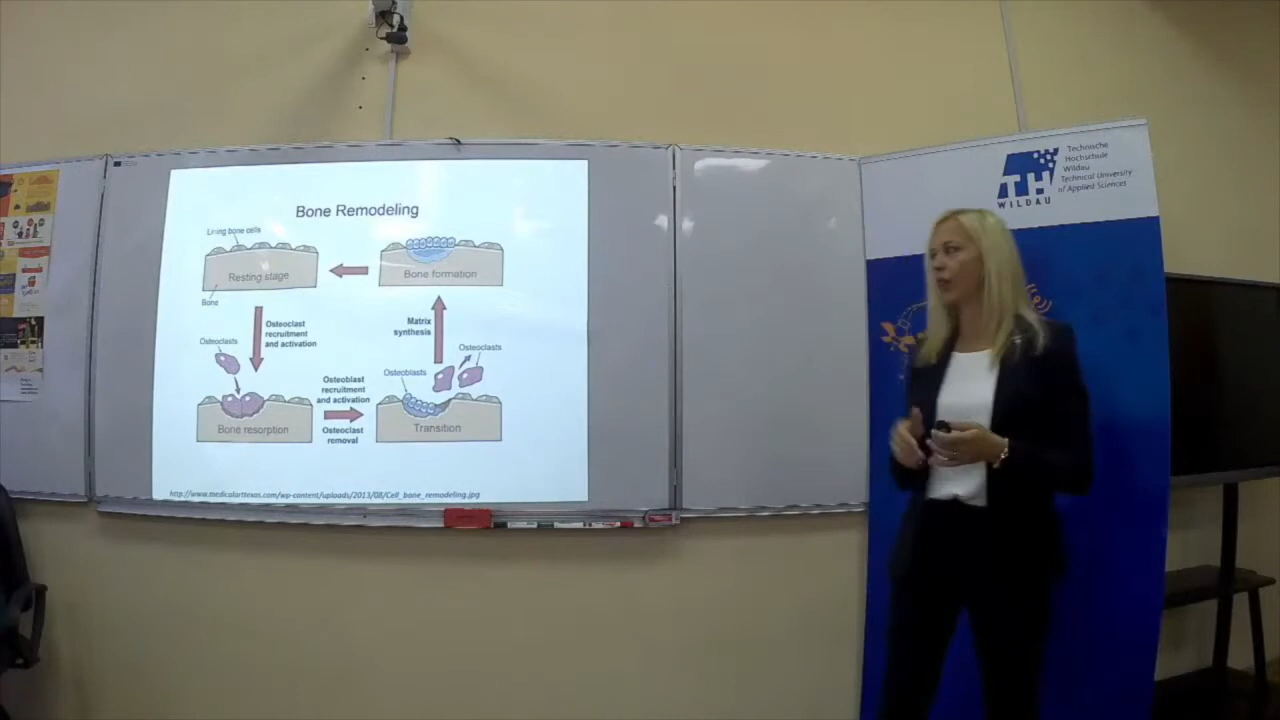 Bone Remodeling
Lining bone cells
Resting stage
Bone
Bone formation
Osteoclast
recruitment
and activation
Matrix
synthesis
Osteoclasts
Osteoclasts
Osteoblasts
Osteoblast
recruitment
and activation
Osteoclast
removal
Bone resorption
Transition
http://www.medicalarttexas.com/wp-content/uploads/2013/08/Cell_bone_remodeling.jpg
TH
WILDAU
Technische
Hochschule
Wildau
Technical University
of Applied Sciences